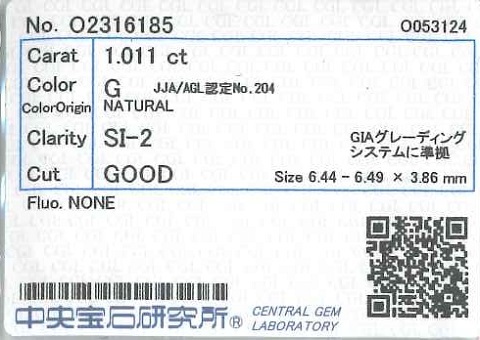 No. O2316185 O053124
Carat 1.011 ct
Color G JJA/AGL認定No.204
ColorOrigin NATURAL
Clarity SI-2 GIAグレーディング
システムに準拠
Cut GOOD Size 6.44 - 6.49 × 3.86 mm
Fluo. NONE
中央宝石研究所® CENTRAL GEM
LABORATORY